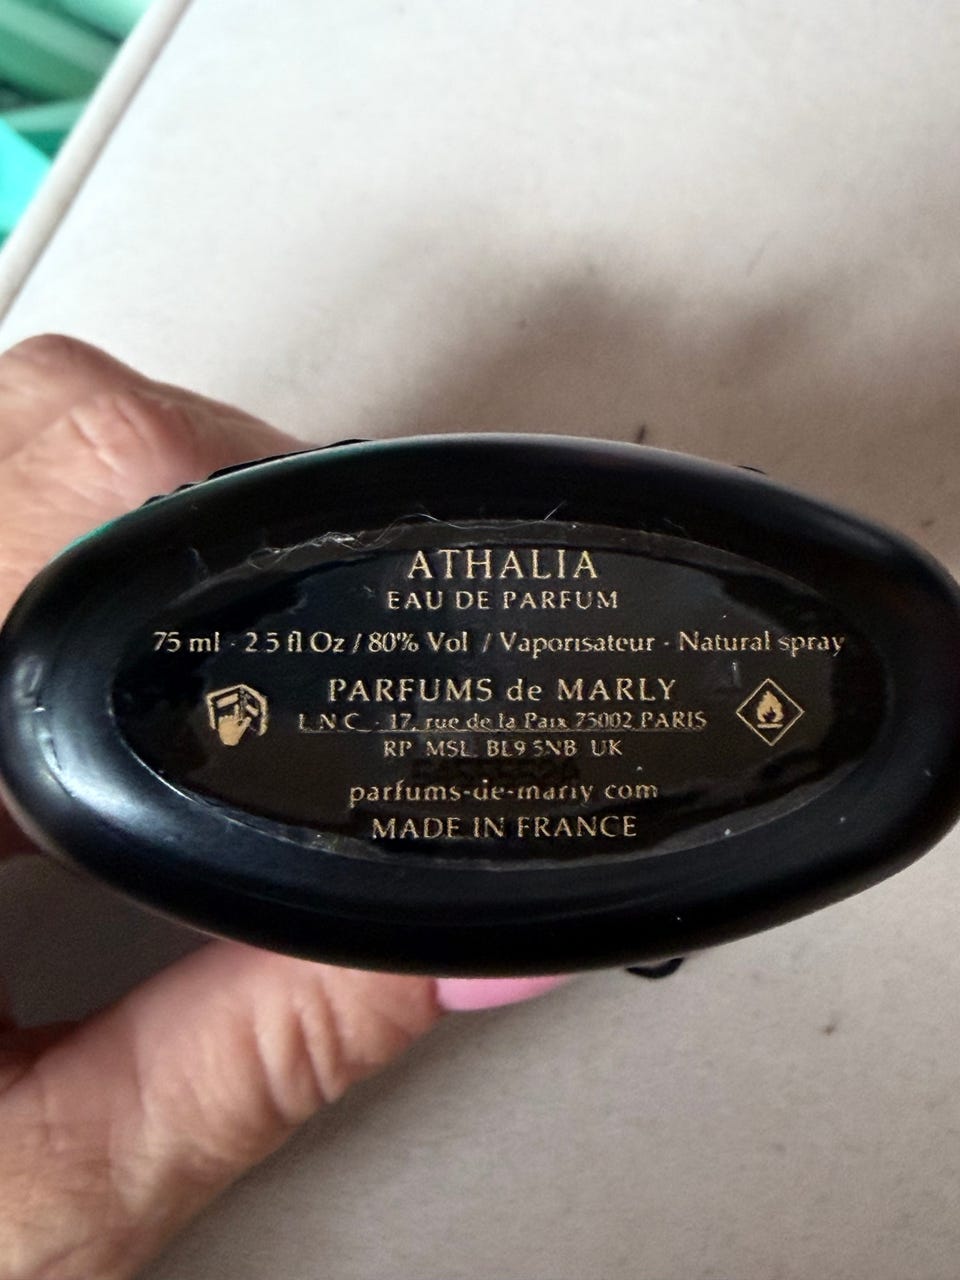 ATHALIA
EAU DE PARFUM
75 ml - 2.5 fl Oz / 80% Vol / Vaporisateur - Natural spray
PARFUMS de MARLY
L.N.C. - 17, rue de la Paix 75002 PARIS
RP MSL BL9 5NB UK
parfums-de-marly.com
MADE IN FRANCE